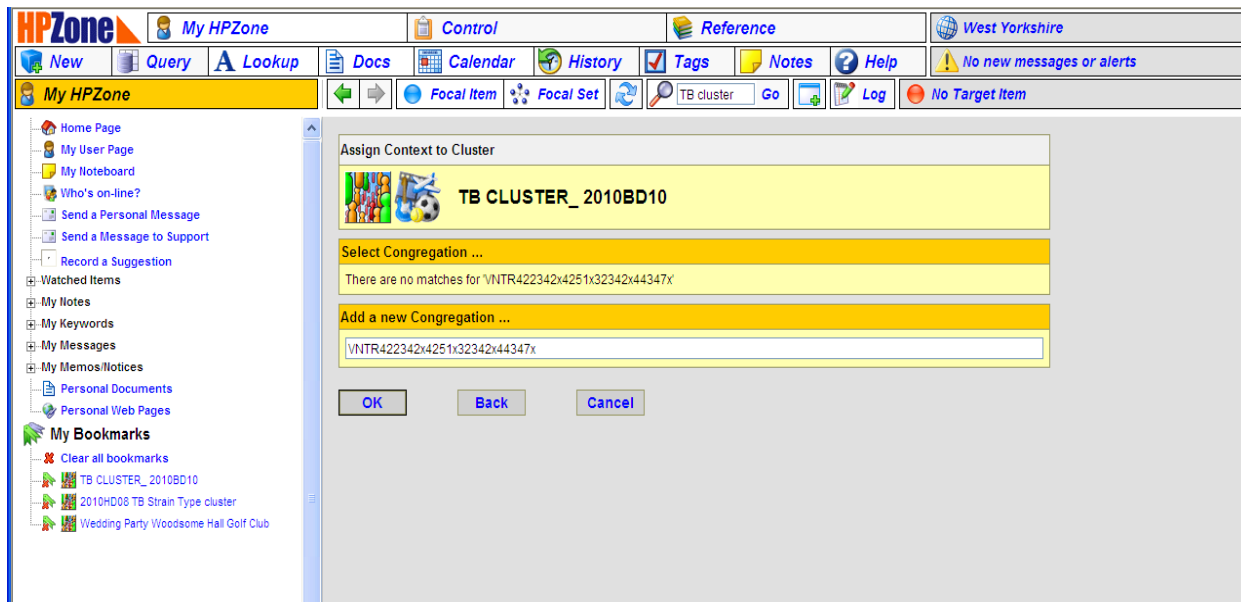 HPZone
My HPZone
Control
Reference
West Yorkshire
New
Query
A Lookup
Docs
Calendar
History
Tags
Notes
Help
No new messages or alerts
My HPZone
Focal Item
Focal Set
TB cluster
Go
Log
No Target Item
Home Page
My User Page
My Noteboard
Who's on-line?
Send a Personal Message
Send a Message to Support
Record a Suggestion
Watched Items
My Notes
My Keywords
My Messages
My Memos/Notices
Personal Documents
Personal Web Pages
My Bookmarks
Clear all bookmarks
TB CLUSTER_ 2010BD10
2010HD08 TB Strain Type cluster
Wedding Party Woodsome Hall Golf Club
Assign Context to Cluster
TB CLUSTER_ 2010BD10
Select Congregation ...
There are no matches for 'VNTR422342x4251x32342x44347x'
Add a new Congregation ...
VNTR422342x4251x32342x44347x
OK
Back
Cancel